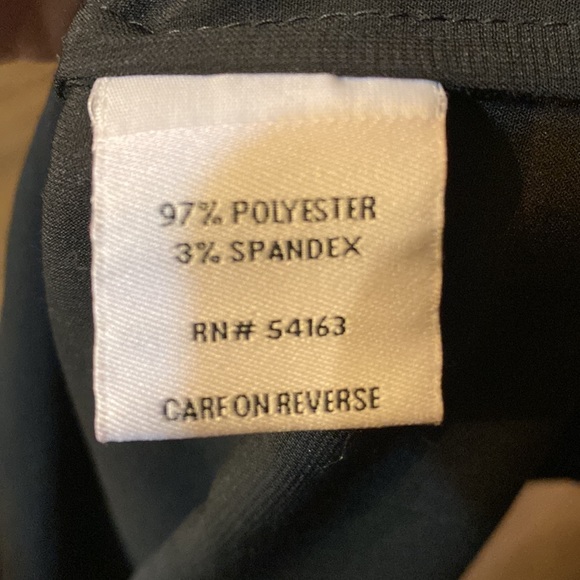 97% POLYESTER
3% SPANDEX
RN# 54163
CARE ON REVERSE